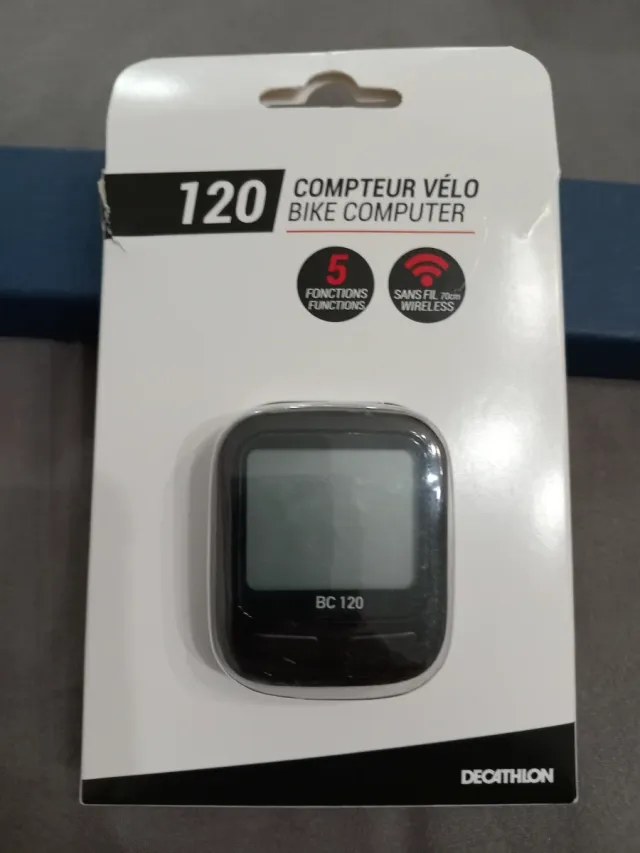 120
COMPTEUR VÉLO
BIKE COMPUTER
5
FONCTIONS
FUNCTIONS
SANS FIL 70cm
WIRELESS
BC 120
DECATHLON